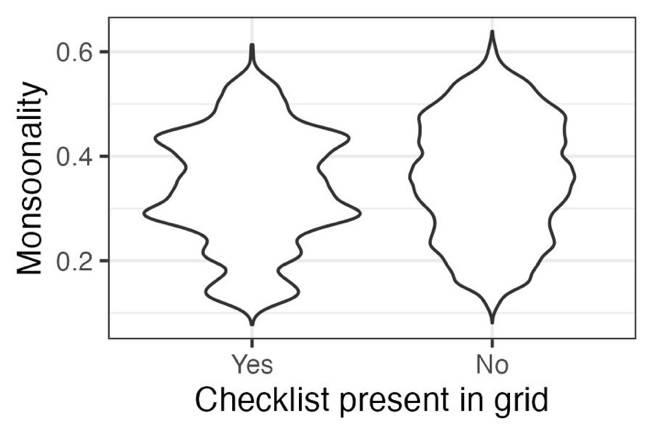 Monsoonality
0.6
0.4
0.2
Yes
No
Checklist present in grid